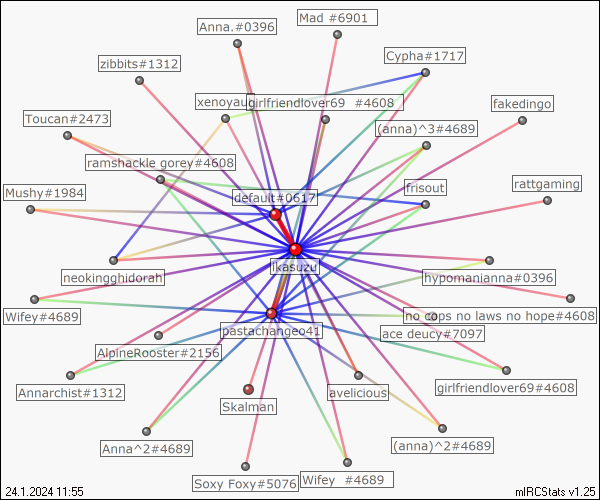 Mad #6901
Anna.#0396
Cypha#1717
zibbits#1312
xenoyau
girlfriendlover69 #4608
fakedingo
Toucan#2473
(anna)^3#4689
ramshackle gorey#4608
Mushy#1984
default#0617
frisout
rattgaming
Ikasuzu
neokingghidorah
hypomanianna#0396
Wifey#4689
no cops no laws no hope#4608
pastachangeo41
ace deucy#7097
AlpineRooster#2156
Annarchist#1312
avelicious
girlfriendlover69#4608
Skalman
Anna^2#4689
(anna)^2#4689
Soxy Foxy#5076
Wifey #4689
24.1.2024 11:55
mIRCStats v1.25